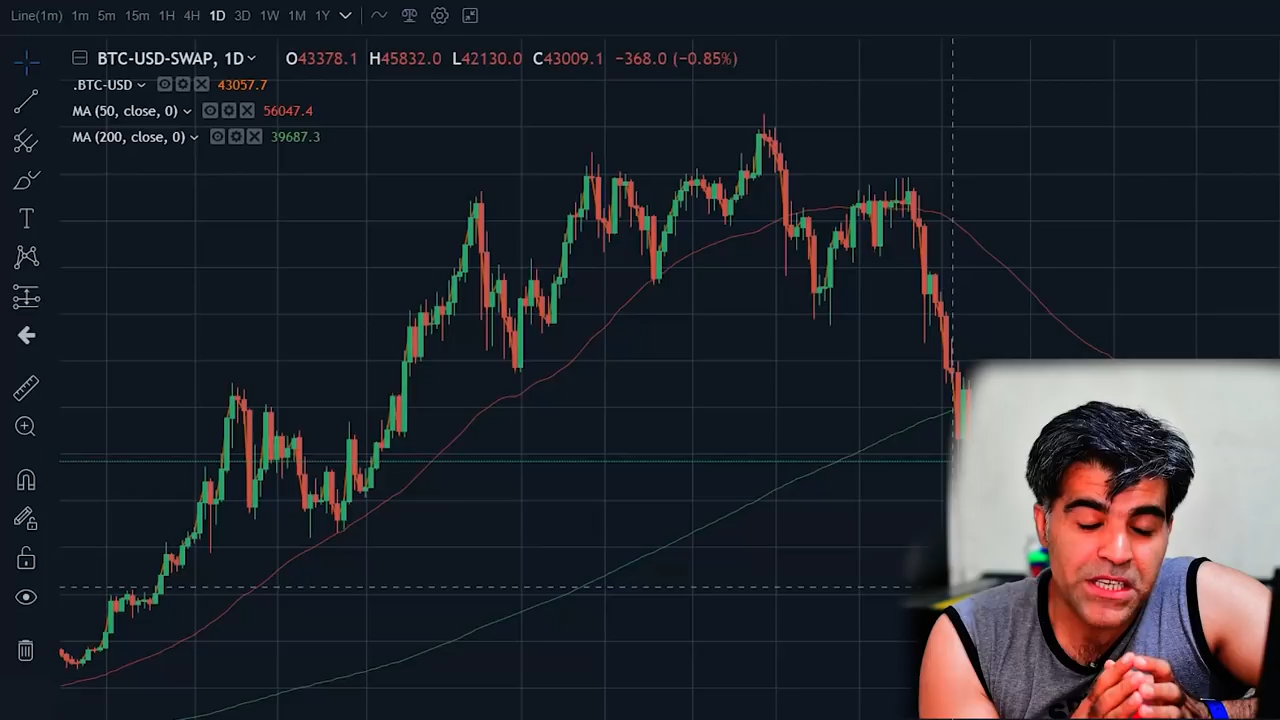 Line(1m) 1m 5m 15m 1H 4H 1D 3D 1W 1M 1Y
BTC-USD-SWAP, 1D O43378.1 H45832.0 L42130.0 C43009.1 −368.0 (−0.85%)
.BTC-USD 43057.7
MA (50, close, 0) 56047.4
MA (200, close, 0) 39687.3
T